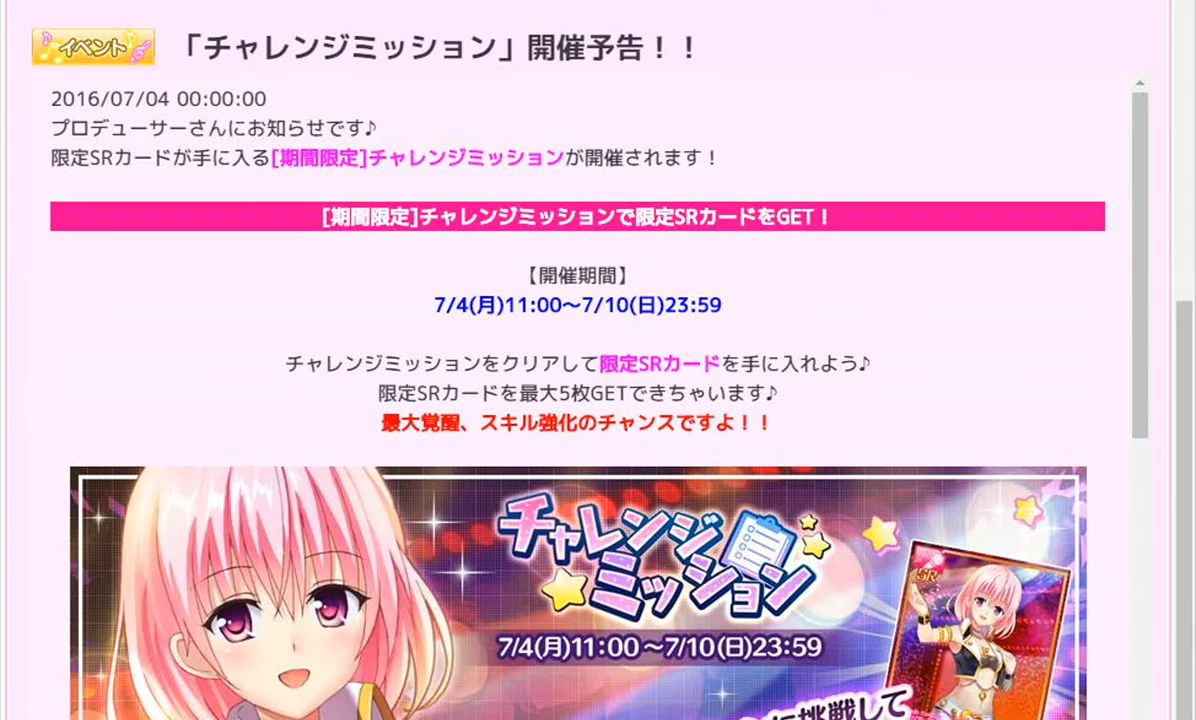 イベント
「チャレンジミッション」開催予告！！
2016/07/04 00:00:00
プロデューサーさんにお知らせです♪
限定SRカードが手に入る[期間限定]チャレンジミッションが開催されます！
[期間限定]チャレンジミッションで限定SRカードをGET！
【開催期間】
7/4(月)11:00～7/10(日)23:59
チャレンジミッションをクリアして限定SRカードを手に入れよう♪
限定SRカードを最大5枚GETできちゃいます♪
最大覚醒、スキル強化のチャンスですよ！！
チャレンジ
ミッション
7/4(月)11:00～7/10(日)23:59
SR
に挑戦して